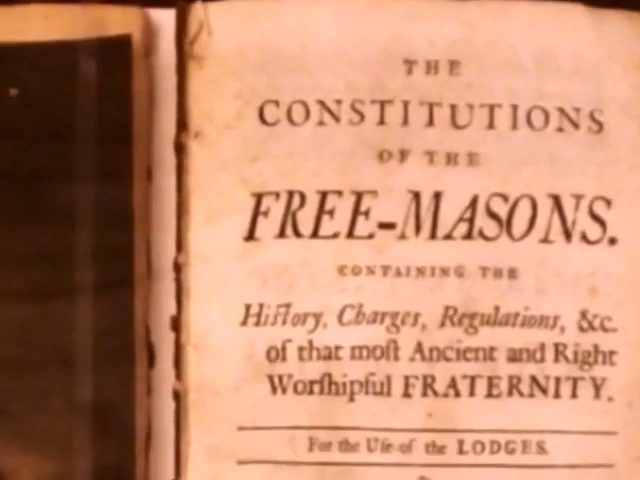 THE
CONSTITUTIONS
OF THE
FREE-MASONS.
CONTAINING THE
Hiſtory, Charges, Regulations, &c.
of that moſt Ancient and Right
Worſhipful FRATERNITY.
For the Uſe of the LODGES.